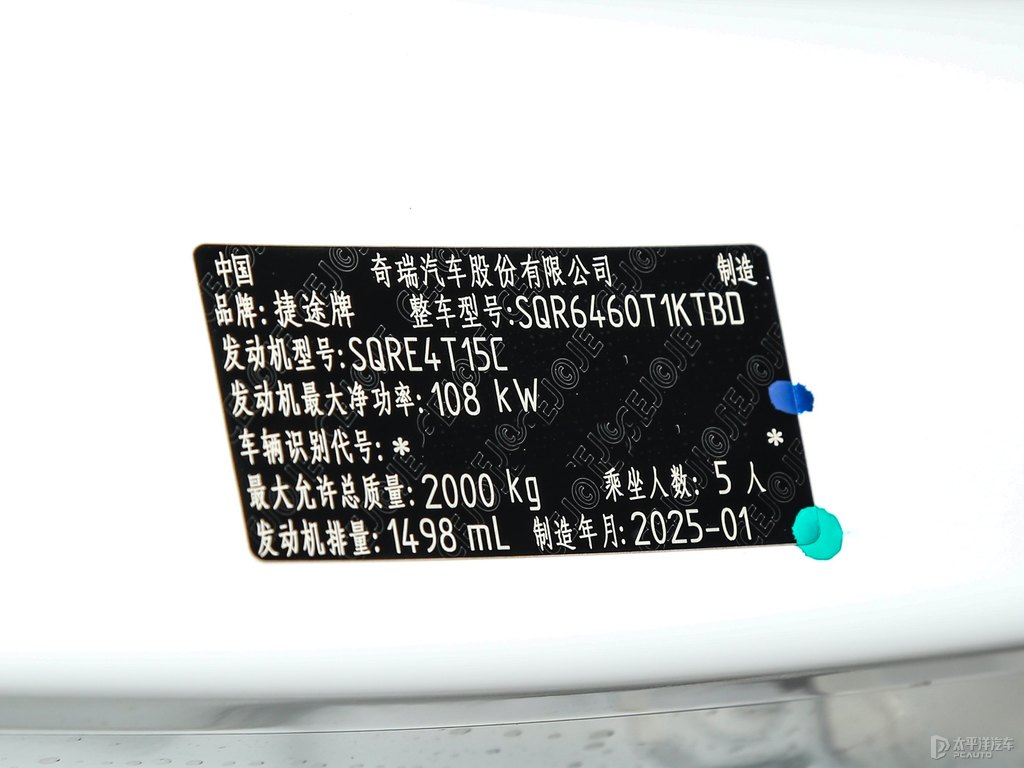 中国 奇瑞汽车股份有限公司 制造
品牌:捷途牌 整车型号:SQR6460T1KTBD
发动机型号:SQRE4T15C
发动机最大净功率:108 kW
车辆识别代号:* *
最大允许总质量:2000 kg 乘坐人数: 5 人
发动机排量:1498 mL 制造年月:2025-01
太平洋汽车
PCAUTO